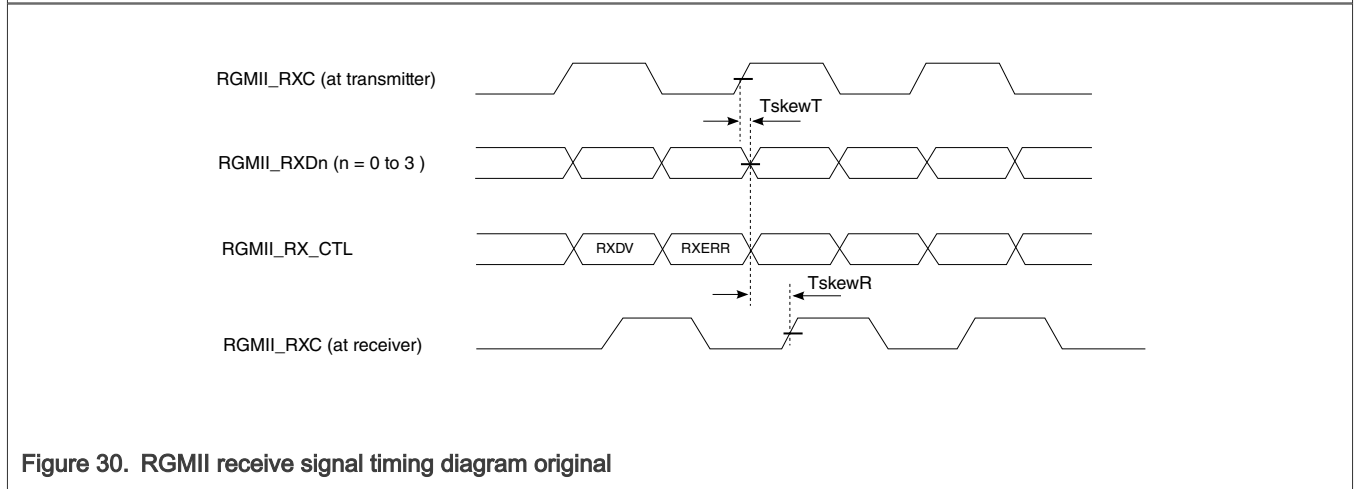 RGMII_RXC (at transmitter)
TskewT
RGMII_RXDn (n = 0 to 3 )
RGMII_RX_CTL
RXDV
RXERR
TskewR
RGMII_RXC (at receiver)
Figure 30. RGMII receive signal timing diagram original